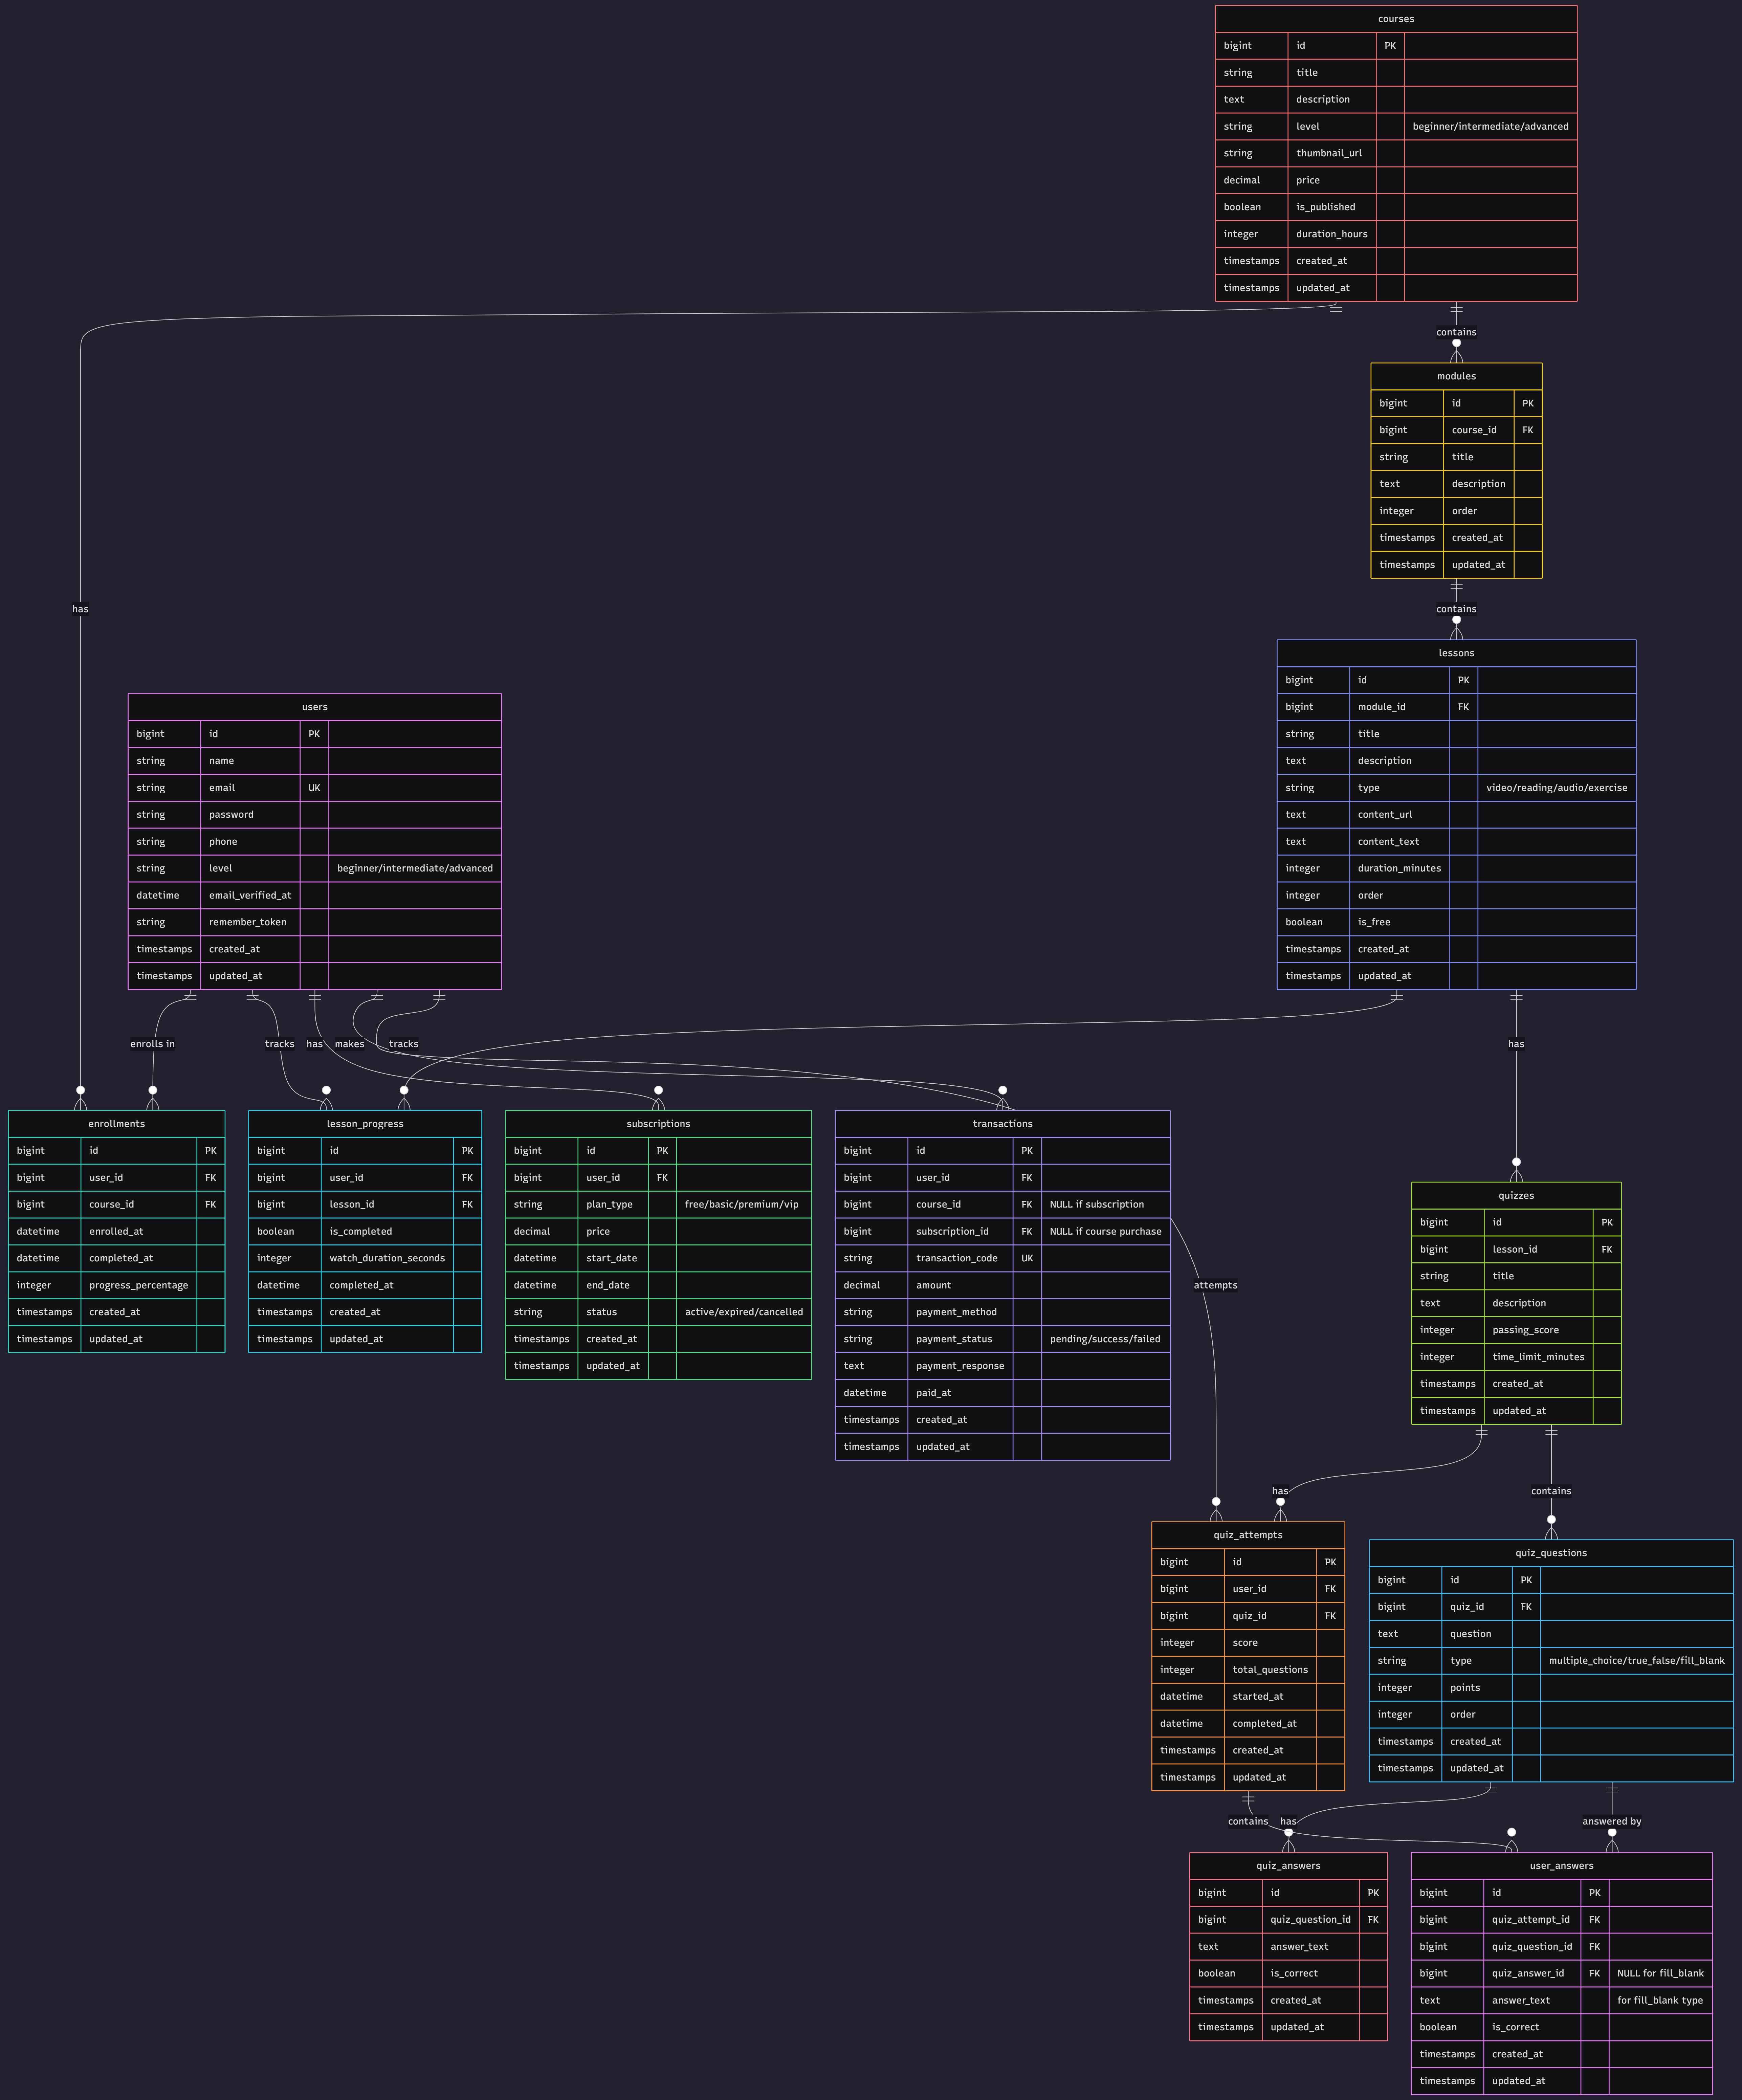 courses
bigint id PK
string title
text description
string level beginner/intermediate/advanced
string thumbnail_url
decimal price
boolean is_published
integer duration_hours
timestamps created_at
timestamps updated_at
contains
modules
bigint id PK
bigint course_id FK
string title
text description
integer order
timestamps created_at
timestamps updated_at
has
contains
lessons
bigint id PK
bigint module_id FK
string title
text description
string type video/reading/audio/exercise
text content_url
text content_text
integer duration_minutes
integer order
boolean is_free
timestamps created_at
timestamps updated_at
users
bigint id PK
string name
string email UK
string password
string phone
string level beginner/intermediate/advanced
datetime email_verified_at
string remember_token
timestamps created_at
timestamps updated_at
enrolls in
tracks
has
makes
tracks
has
enrollments
bigint id PK
bigint user_id FK
bigint course_id FK
datetime enrolled_at
datetime completed_at
integer progress_percentage
timestamps created_at
timestamps updated_at
lesson_progress
bigint id PK
bigint user_id FK
bigint lesson_id FK
boolean is_completed
integer watch_duration_seconds
datetime completed_at
timestamps created_at
timestamps updated_at
subscriptions
bigint id PK
bigint user_id FK
string plan_type free/basic/premium/vip
decimal price
datetime start_date
datetime end_date
string status active/expired/cancelled
timestamps created_at
timestamps updated_at
transactions
bigint id PK
bigint user_id FK
bigint course_id FK NULL if subscription
bigint subscription_id FK NULL if course purchase
string transaction_code UK
decimal amount
string payment_method
string payment_status pending/success/failed
text payment_response
datetime paid_at
timestamps created_at
timestamps updated_at
attempts
quizzes
bigint id PK
bigint lesson_id FK
string title
text description
integer passing_score
integer time_limit_minutes
timestamps created_at
timestamps updated_at
has
contains
quiz_attempts
bigint id PK
bigint user_id FK
bigint quiz_id FK
integer score
integer total_questions
datetime started_at
datetime completed_at
timestamps created_at
timestamps updated_at
quiz_questions
bigint id PK
bigint quiz_id FK
text question
string type multiple_choice/true_false/fill_blank
integer points
integer order
timestamps created_at
timestamps updated_at
contains
has
answered by
quiz_answers
bigint id PK
bigint quiz_question_id FK
text answer_text
boolean is_correct
timestamps created_at
timestamps updated_at
user_answers
bigint id PK
bigint quiz_attempt_id FK
bigint quiz_question_id FK
bigint quiz_answer_id FK NULL for fill_blank
text answer_text for fill_blank type
boolean is_correct
timestamps created_at
timestamps updated_at